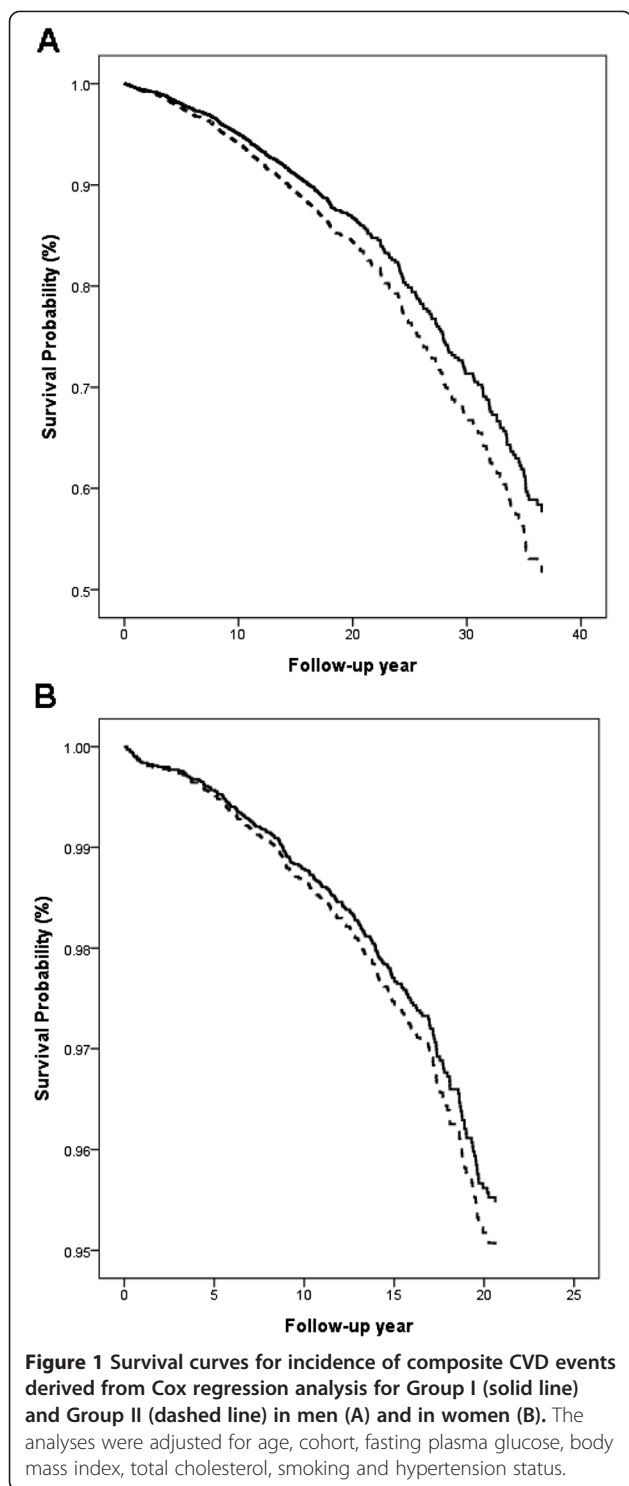 A
1.0
0.9
0.8
0.7
0.6
0.5
Survival Probability (%)
0 10 20 30 40
Follow-up year
B
1.00
0.99
0.98
0.97
0.96
0.95
Survival Probability (%)
0 5 10 15 20 25
Follow-up year
Figure 1 Survival curves for incidence of composite CVD events
derived from Cox regression analysis for Group I (solid line)
and Group II (dashed line) in men (A) and in women (B). The
analyses were adjusted for age, cohort, fasting plasma glucose, body
mass index, total cholesterol, smoking and hypertension status.